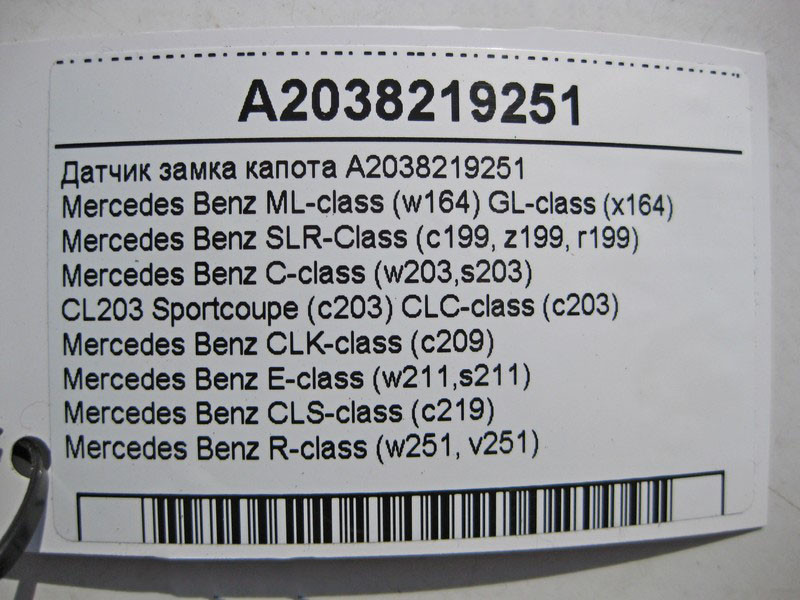 A2038219251
Датчик замка капота A2038219251
Mercedes Benz ML-class (w164) GL-class (x164)
Mercedes Benz SLR-Class (c199, z199, r199)
Mercedes Benz C-class (w203,s203)
CL203 Sportcoupe (c203) CLC-class (c203)
Mercedes Benz CLK-class (c209)
Mercedes Benz E-class (w211,s211)
Mercedes Benz CLS-class (c219)
Mercedes Benz R-class (w251, v251)